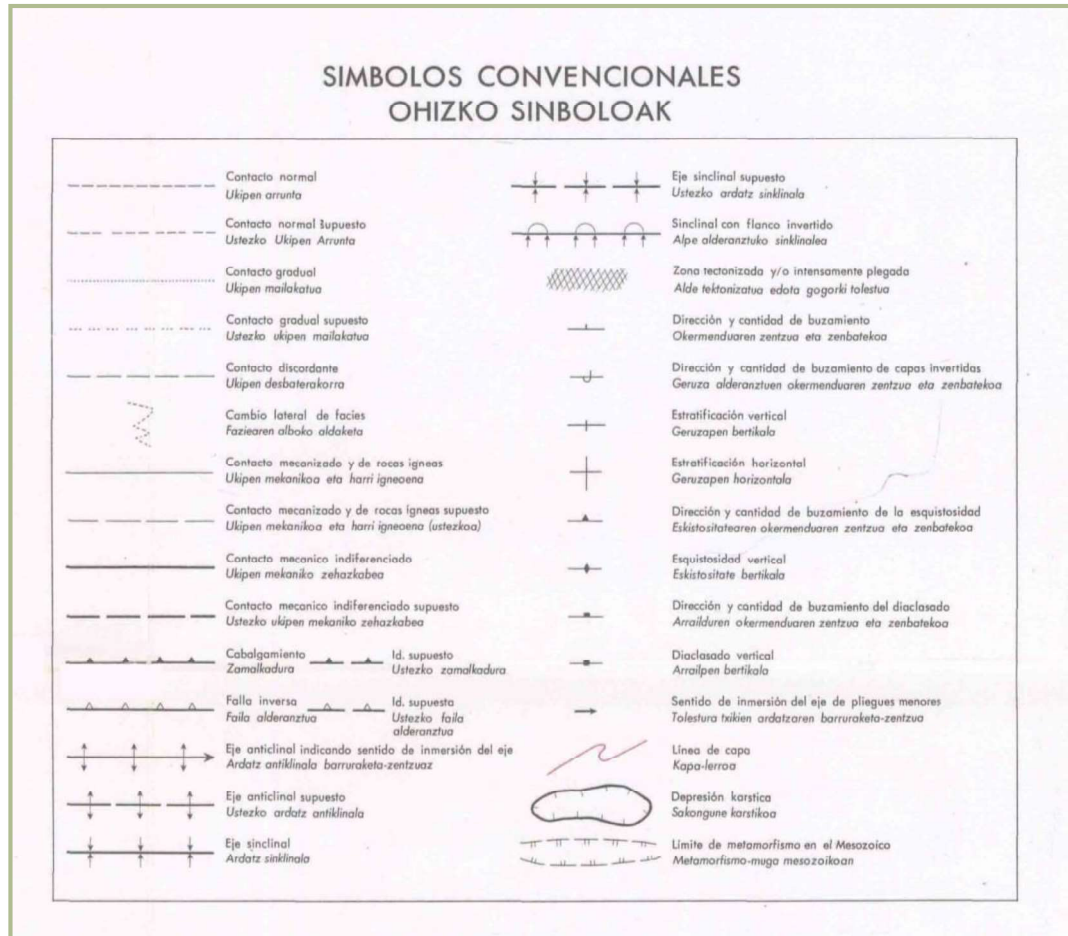 SIMBOLOS CONVENCIONALES
OHIZKO SINBOLOAK
Contacto normal
Ukipen arrunta
Contacto normal supuesto
Ustezko Ukipen Arrunta
Contacto gradual
Ukipen mailakatua
Contacto gradual supuesto
Ustezko ukipen mailakatua
Contacto discordante
Ukipen desbaterakorra
Cambio lateral de facies
Faziearen alboko aldaketa
Contacto mecanizado y de rocas igneas
Ukipen mekanikoa eta harri igneoena
Contacto mecanizado y de rocas ígneas supuesto
Ukipen mekanikoa eta harri igneoena (ustezkoa)
Contacto mecanico indiferenciado
Ukipen mekaniko zehazkabea
Contacto mecanico indiferenciado supuesto
Ustezko ukipen mekaniko zehazkabea
Cabalgamiento
Zamalkadura
Id. supuesto
Ustezko zamalkadura
Falla inversa
Faila alderanztua
Id. supuesto
Ustezko faila
alderanztua
Eje anticlinal indicando sentido de inmersión del eje
Ardatz antiklinala barruraketa-zentzuaz
Eje anticlinal supuesto
Ustezko ardatz antiklinala
Eje sinclinal
Ardatz sinklinala
Eje sinclinal supuesto
Ustezko ardatz sinklinala
Sinclinal con flanco invertido
Alpe alderanztuko sinklinalea
Zona tectonizada y/o intensamente plegada
Alde tektonizatua edota gogorki tolestua
Dirección y cantidad de buzamiento
Okermenduaren zentzua eta zenbatekoa
Dirección y cantidad de buzamiento de capas invertidas
Geruza alderanztuen okermenduaren zentzua eta zenbatekoa
Estratificación vertical
Geruzapen bertikala
Estratificación horizontal
Geruzapen horizontala
Dirección y cantidad de buzamiento de la esquistosidad
Eskistositatearen okermenduaren zentzua eta zenbatekoa
Esquistosidad vertical
Eskistositate bertikala
Dirección y cantidad de buzamiento del diaclasado
Arrailduren okermenduaren zentzua eta zenbatekoa
Diaclasado vertical
Arrailpen bertikala
Sentido de inmersión del eje de pliegues menores
Tolestura txikien ardatzaren barruraketa-zentzua
Linea de capa
Kapa-lerroa
Depresión karstica
Sakongune karstikoa
Limite de metamorfismo en el Mesozoico
Metamorfismo-muga mesozoikoan